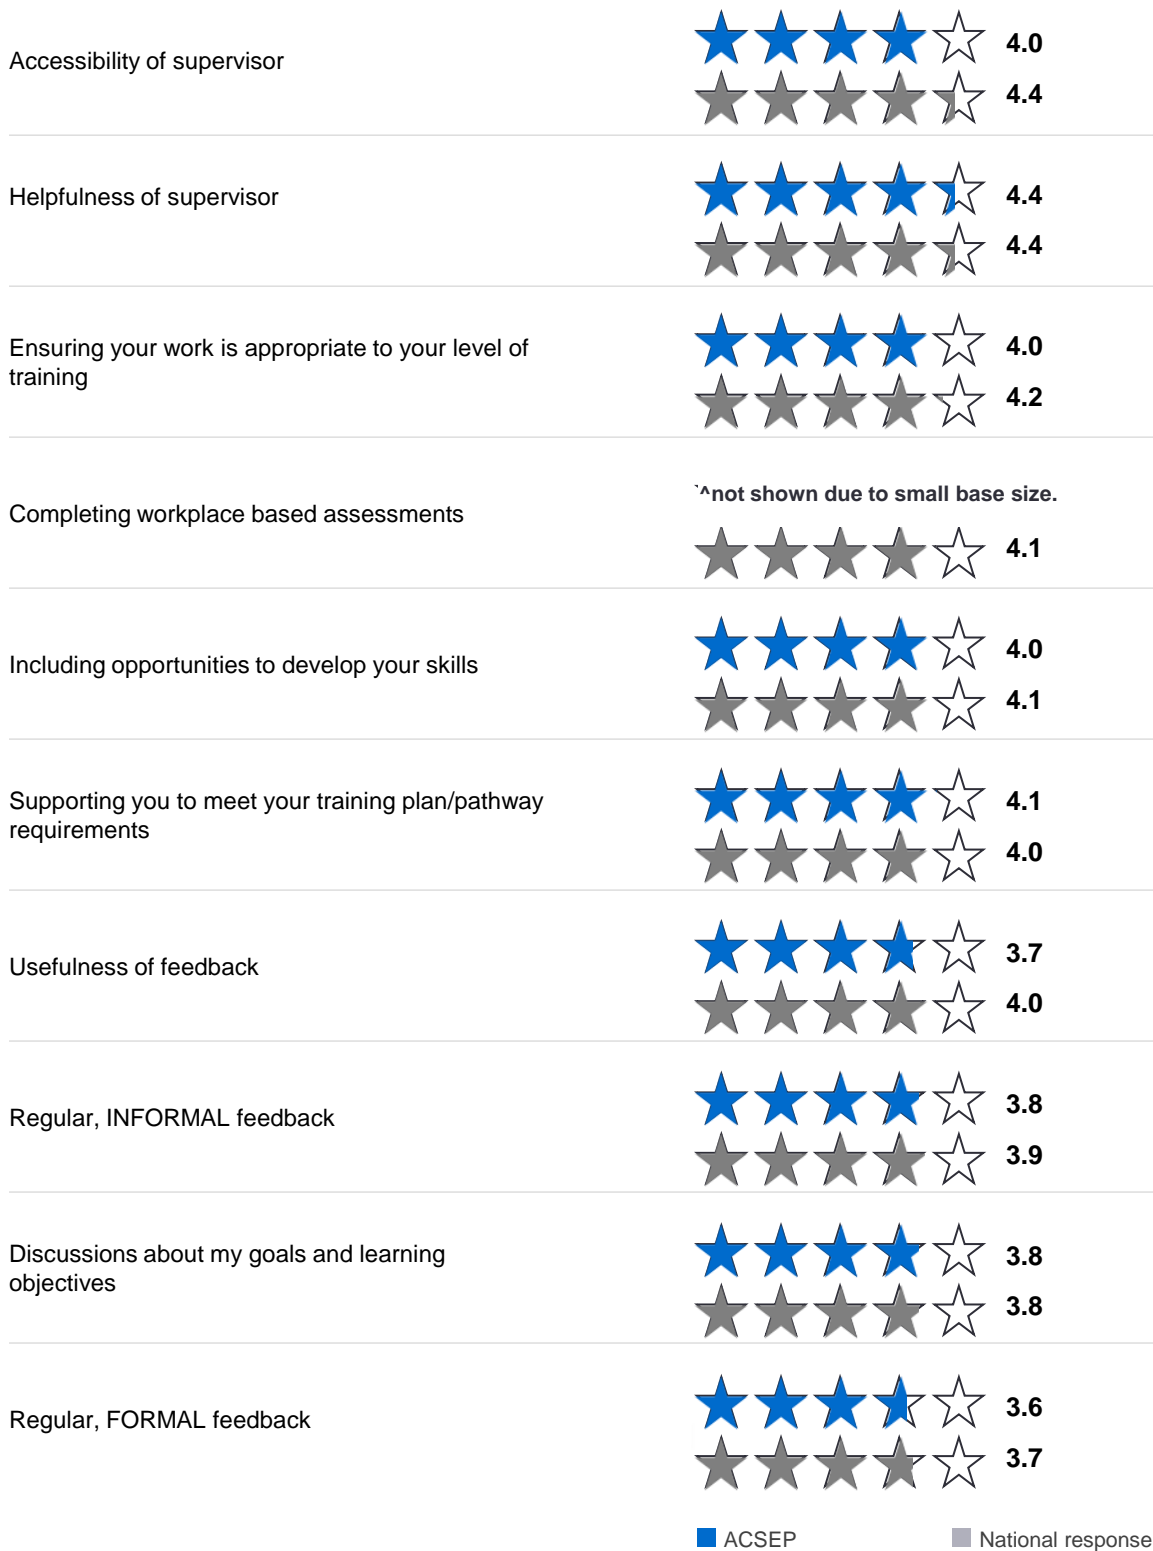 Accessibility of supervisor
4.0
4.4
Helpfulness of supervisor
4.4
4.4
Ensuring your work is appropriate to your level of
training
4.0
4.2
Completing workplace based assessments
^not shown due to small base size.
4.1
Including opportunities to develop your skills
4.0
4.1
Supporting you to meet your training plan/pathway
requirements
4.1
4.0
Usefulness of feedback
3.7
4.0
Regular, INFORMAL feedback
3.8
3.9
Discussions about my goals and learning
objectives
3.8
3.8
Regular, FORMAL feedback
3.6
3.7
ACSEP
National response